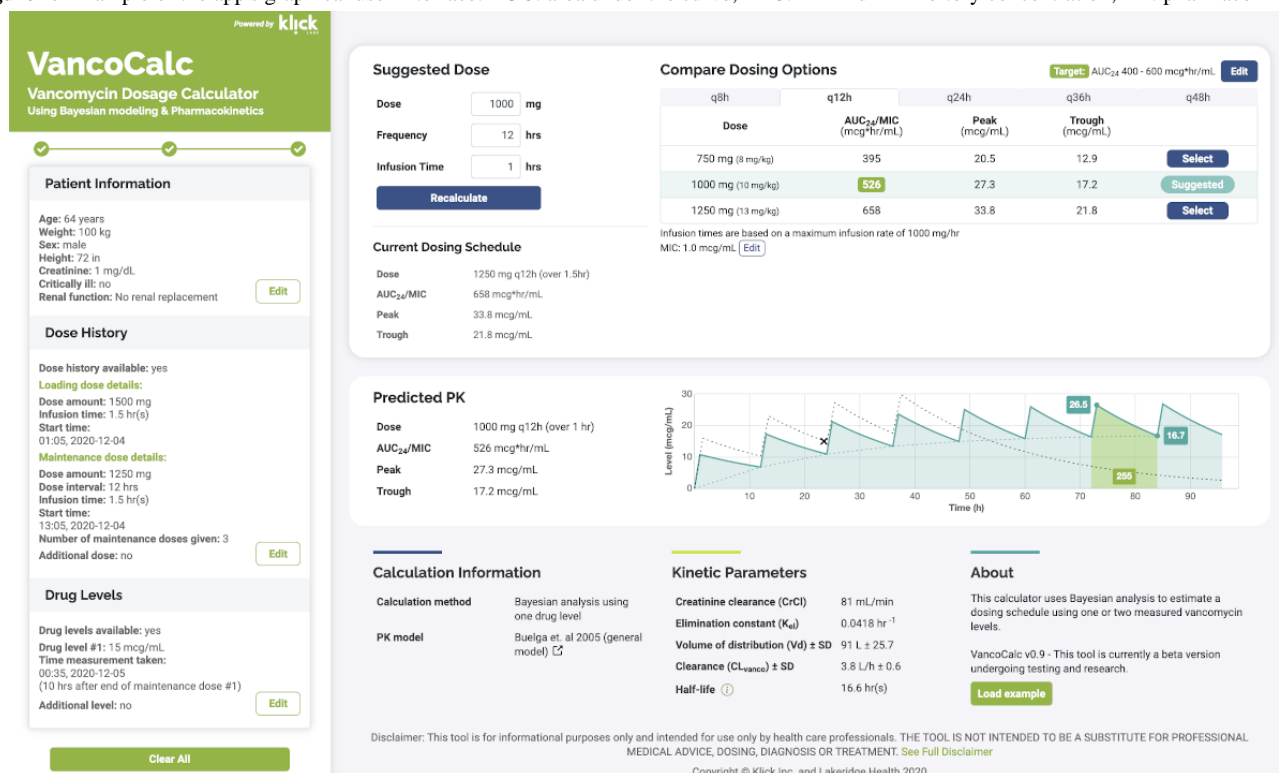 Powered by klick LABS
VancoCalc
Vancomycin Dosage Calculator
Using Bayesian modeling & Pharmacokinetics
Patient Information
Age: 64 years
Weight: 100 kg
Sex: male
Height: 72 in
Creatinine: 1 mg/dL
Critically ill: no
Renal function: No renal replacement
Edit
Dose History
Dose history available: yes
Loading dose details:
Dose amount: 1500 mg
Infusion time: 1.5 hr(s)
Start time:
01:05, 2020-12-04
Maintenance dose details:
Dose amount: 1250 mg
Dose interval: 12 hrs
Infusion time: 1.5 hr(s)
Start time:
13:05, 2020-12-04
Number of maintenance doses given: 3
Additional dose: no
Edit
Drug Levels
Drug levels available: yes
Drug level #1: 15 mcg/mL
Time measurement taken:
00:35, 2020-12-05
(10 hrs after end of maintenance dose #1)
Additional level: no
Edit
Clear All
Suggested Dose
Dose 1000 mg
Frequency 12 hrs
Infusion Time 1 hrs
Recalculate
Current Dosing Schedule
Dose 1250 mg q12h (over 1.5hr)
AUC24/MIC 658 mcg*hr/mL
Peak 33.8 mcg/mL
Trough 21.8 mcg/mL
Compare Dosing Options
Target: AUC24 400 - 600 mcg*hr/mL Edit
q8h q12h q24h q36h q48h
Dose AUC24/MIC (mcg*hr/mL) Peak (mcg/mL) Trough (mcg/mL)
750 mg (8 mg/kg) 395 20.5 12.9 Select
1000 mg (10 mg/kg) 526 27.3 17.2 Suggested
1250 mg (13 mg/kg) 658 33.8 21.8 Select
Infusion times are based on a maximum infusion rate of 1000 mg/hr
MIC: 1.0 mcg/mL Edit
Predicted PK
Dose 1000 mg q12h (over 1 hr)
AUC24/MIC 526 mcg*hr/mL
Peak 27.3 mcg/mL
Trough 17.2 mcg/mL
Level (mcg/mL)
30
20
10
0
26.5
16.7
255
10 20 30 40 50 60 70 80 90
Time (h)
Calculation Information
Calculation method Bayesian analysis using
one drug level
PK model Buelga et. al 2005 (general
model)
Kinetic Parameters
Creatinine clearance (CrCl) 81 mL/min
Elimination constant (Kel) 0.0418 hr -1
Volume of distribution (Vd) ± SD 91 L ± 25.7
Clearance (CLvanco) ± SD 3.8 L/h ± 0.6
Half-life 16.6 hr(s)
About
This calculator uses Bayesian analysis to estimate a
dosing schedule using one or two measured vancomycin
levels.
VancoCalc v0.9 - This tool is currently a beta version
undergoing testing and research.
Load example
Disclaimer: This tool is for informational purposes only and intended for use only by health care professionals. THE TOOL IS NOT INTENDED TO BE A SUBSTITUTE FOR PROFESSIONAL
MEDICAL ADVICE, DOSING, DIAGNOSIS OR TREATMENT. See Full Disclaimer
Copyright © Klick Inc. and Lakeridge Health 2020